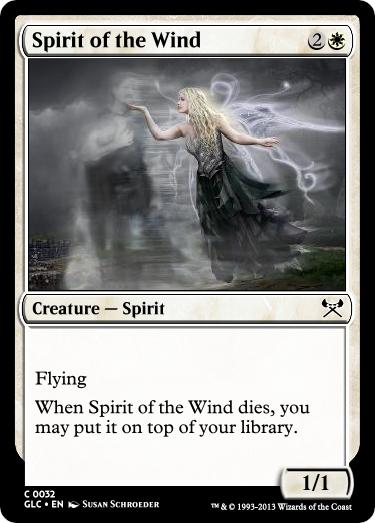 Spirit of the Wind 2
Creature — Spirit
Flying
When Spirit of the Wind dies, you
may put it on top of your library.
1/1
C 0032
GLC • EN Susan Schroeder
™ & © 1993-2013 Wizards of the Coast